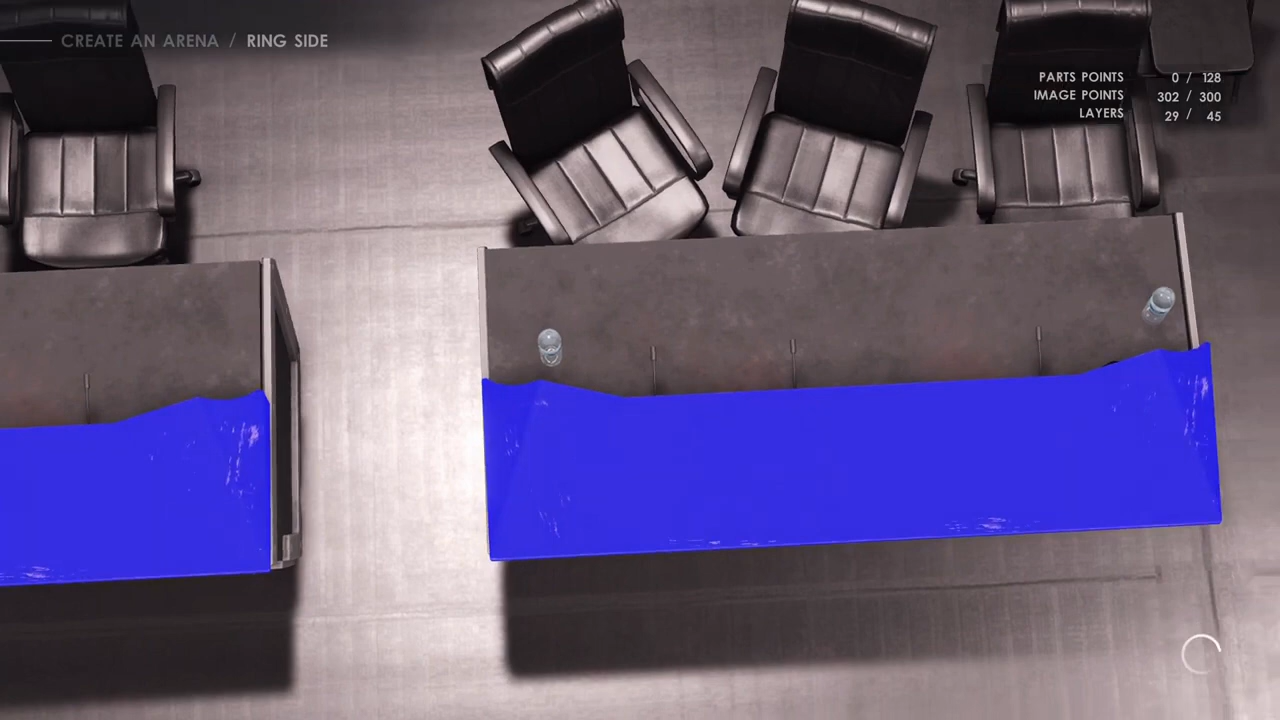 CREATE AN ARENA / RING SIDE
PARTS POINTS 0 / 128
IMAGE POINTS 302 / 300
LAYERS 29 / 45